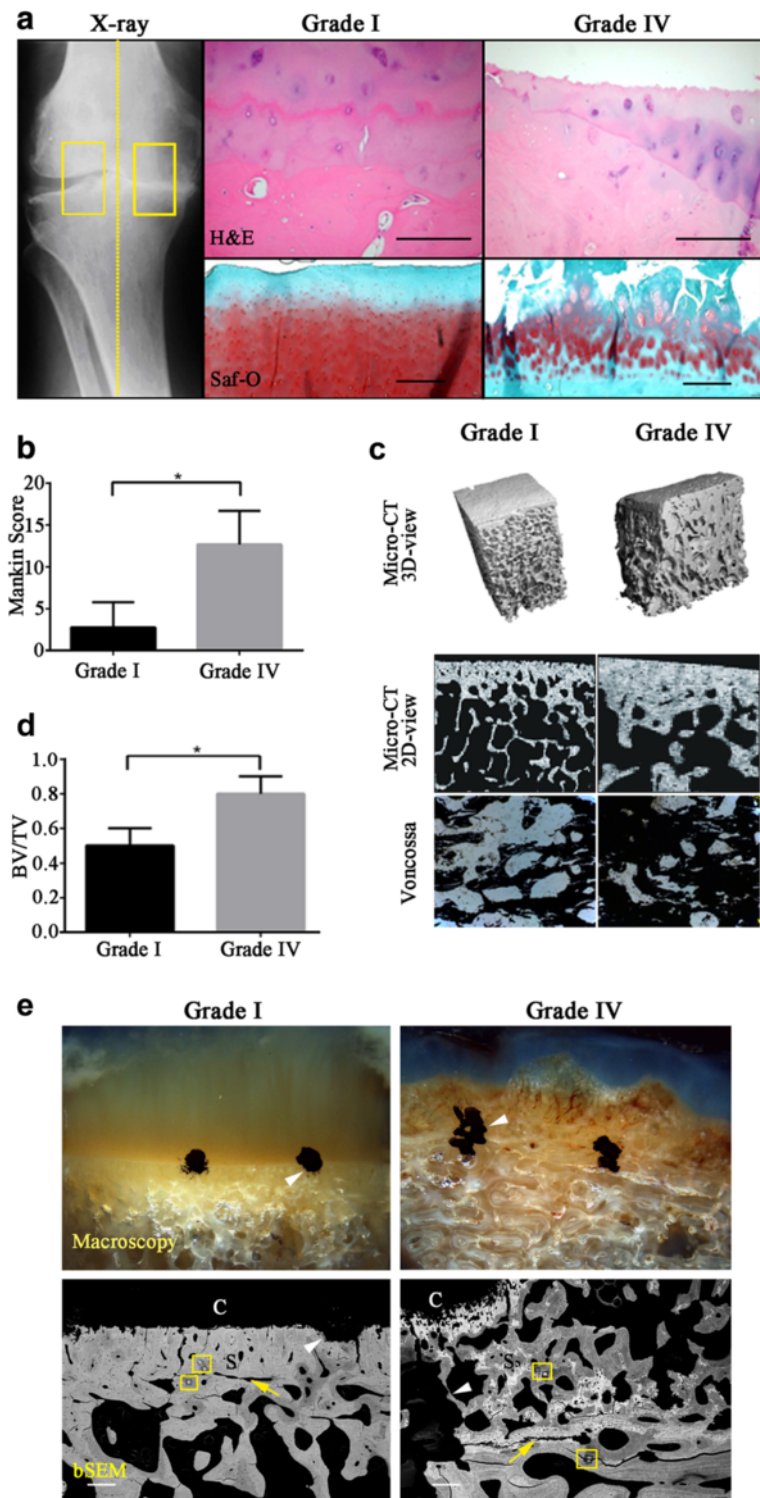 a
X-ray
Grade I
Grade IV
H&E
Saf-O
b
20
15
10
5
0
Mankin Score
*
Grade I
Grade IV
c
Grade I
Grade IV
Micro-CT
3D-view
Micro-CT
2D-view
Voncossa
d
1.0
0.8
0.6
0.4
0.2
0.0
BV/TV
*
Grade I
Grade IV
e
Grade I
Grade IV
Macroscopy
C
S
bSEM
C
S